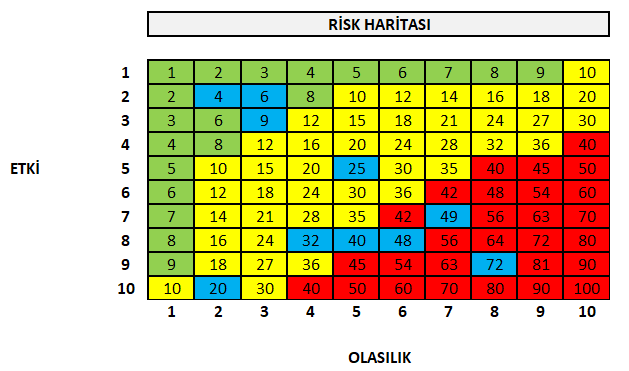 RİSK HARİTASI
1 1 2 3 4 5 6 7 8 9 10
2 2 4 6 8 10 12 14 16 18 20
3 3 6 9 12 15 18 21 24 27 30
4 4 8 12 16 20 24 28 32 36 40
ETKİ
5 5 10 15 20 25 30 35 40 45 50
6 6 12 18 24 30 36 42 48 54 60
7 7 14 21 28 35 42 49 56 63 70
8 8 16 24 32 40 48 56 64 72 80
9 9 18 27 36 45 54 63 72 81 90
10 10 20 30 40 50 60 70 80 90 100
1 2 3 4 5 6 7 8 9 10
OLASILIK